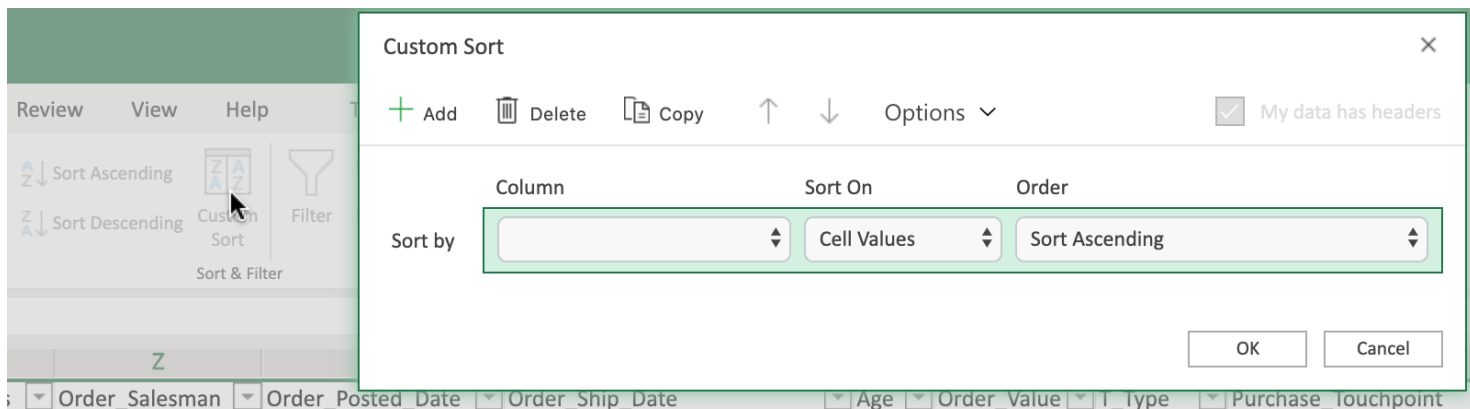 Custom Sort
Add Delete Copy Options My data has headers
Review View Help
Sort Ascending
Sort Descending
Custom Sort
Filter
Sort & Filter
Column Sort On Order
Sort by Cell Values Sort Ascending
OK Cancel
Z
Order_Salesman Order_Posted_Date Order_Ship_Date Age Order_Value T_Type Purchase_Touchpoint